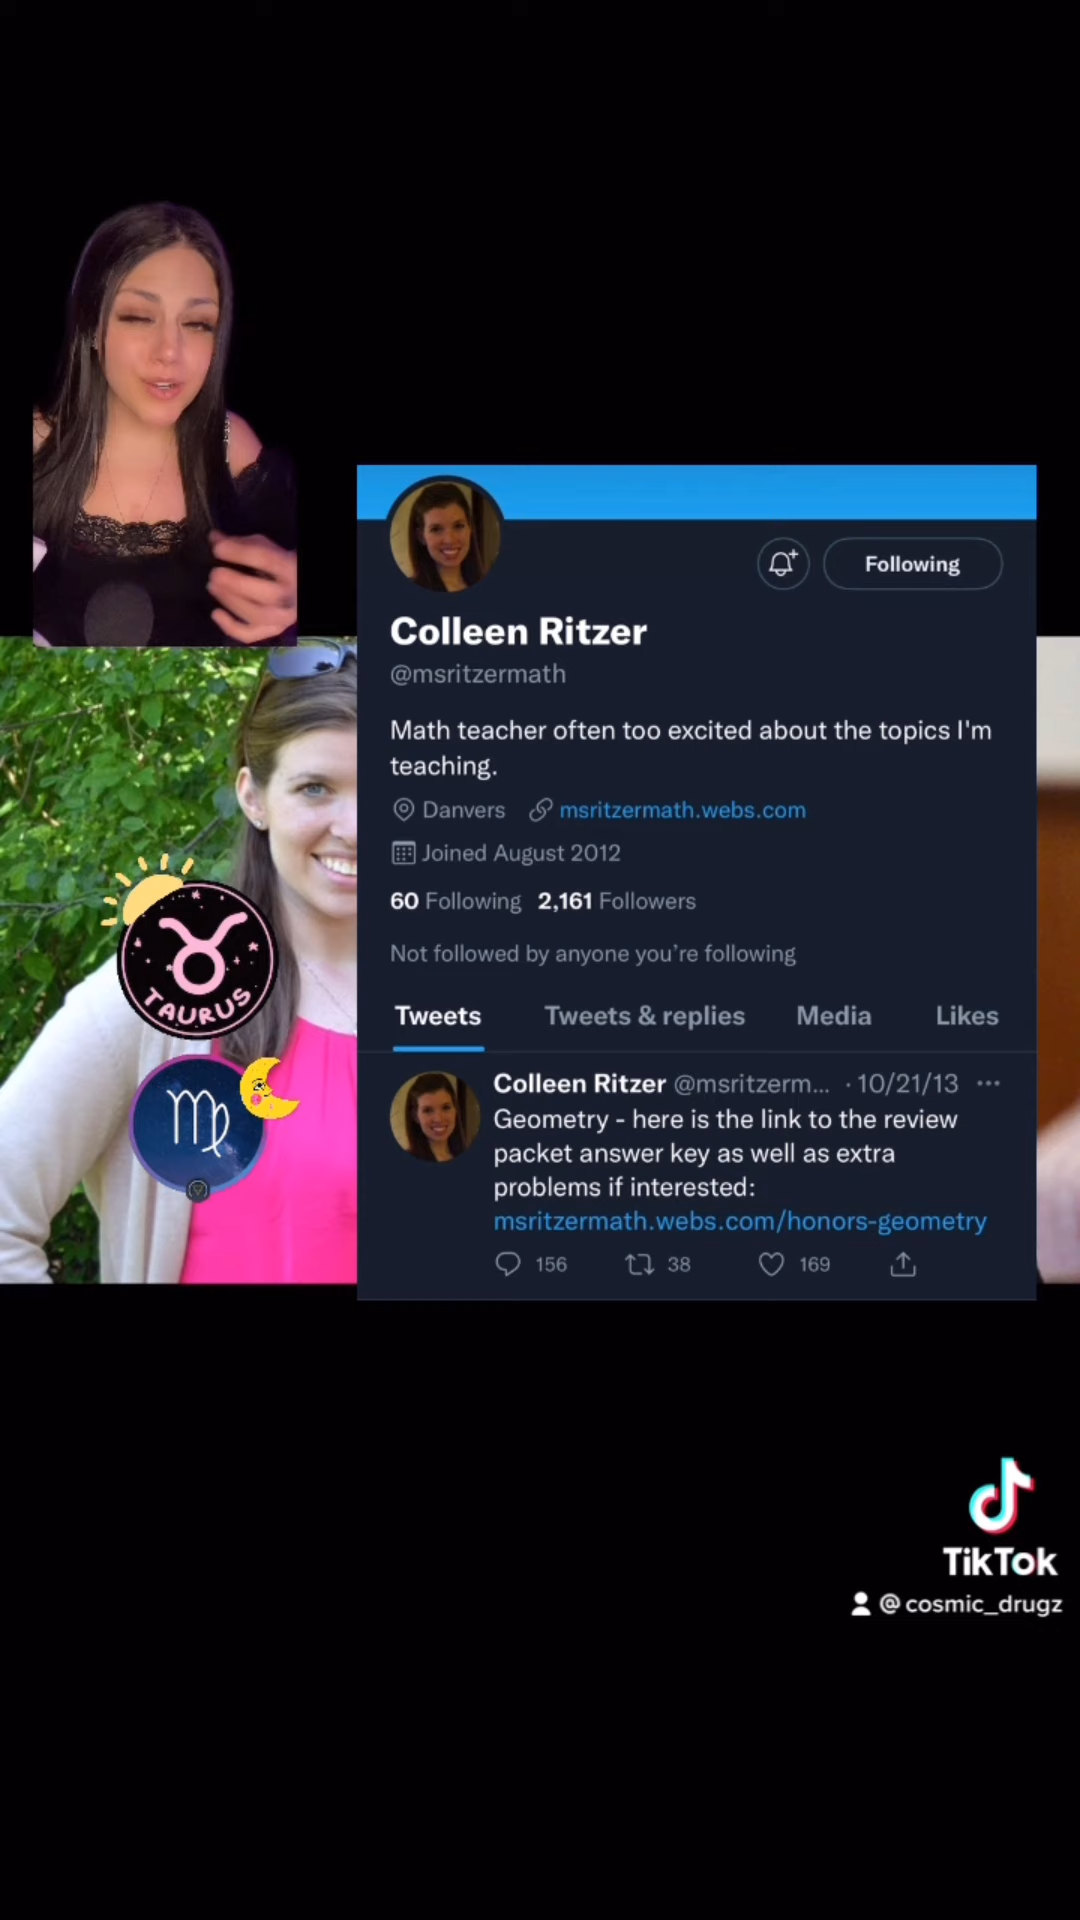 Following
Colleen Ritzer
@msritzermath
Math teacher often too excited about the topics I'm
teaching.
Danvers msritzermath.webs.com
Joined August 2012
60 Following 2,161 Followers
Not followed by anyone you're following
Tweets Tweets & replies Media Likes
Colleen Ritzer @msritzerm... · 10/21/13
Geometry - here is the link to the review
packet answer key as well as extra
problems if interested:
msritzermath.webs.com/honors-geometry
156 38 169
TAURUS
TikTok
@cosmic_drugz